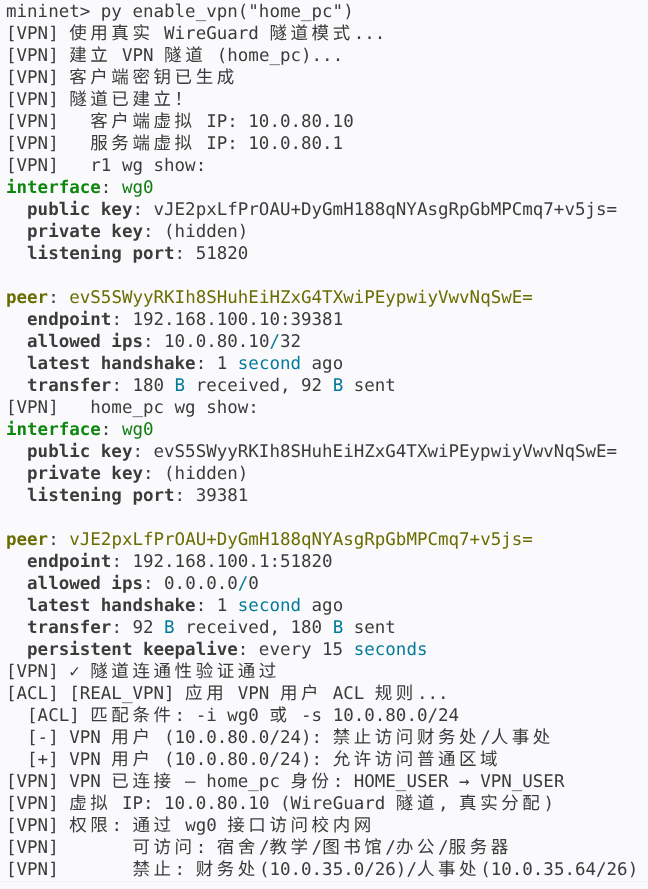 mininet> py enable_vpn("home_pc")
[VPN] 使用真实 WireGuard 隧道模式...
[VPN] 建立 VPN 隧道 (home_pc)...
[VPN] 客户端密钥已生成
[VPN] 隧道已建立!
[VPN]   客户端虚拟 IP: 10.0.80.10
[VPN]   服务端虚拟 IP: 10.0.80.1
[VPN]   r1 wg show:
interface: wg0
  public key: vJE2pxLfPrOAU+DyGmH188qNYAsgRpGbMPCmq7+v5js=
  private key: (hidden)
  listening port: 51820

peer: evS5SWyyRKIh8SHuhEiHZxG4TXwiPEypwiyVwvNqSwE=
  endpoint: 192.168.100.10:39381
  allowed ips: 10.0.80.10/32
  latest handshake: 1 second ago
  transfer: 180 B received, 92 B sent
[VPN]   home_pc wg show:
interface: wg0
  public key: evS5SWyyRKIh8SHuhEiHZxG4TXwiPEypwiyVwvNqSwE=
  private key: (hidden)
  listening port: 39381

peer: vJE2pxLfPrOAU+DyGmH188qNYAsgRpGbMPCmq7+v5js=
  endpoint: 192.168.100.1:51820
  allowed ips: 0.0.0.0/0
  latest handshake: 1 second ago
  transfer: 92 B received, 180 B sent
  persistent keepalive: every 15 seconds
[VPN] ✓ 隧道连通性验证通过
[ACL] [REAL_VPN] 应用 VPN 用户 ACL 规则...
  [ACL] 匹配条件: -i wg0 或 -s 10.0.80.0/24
  [-] VPN 用户 (10.0.80.0/24): 禁止访问财务处/人事处
  [+] VPN 用户 (10.0.80.0/24): 允许访问普通区域
[VPN] VPN 已连接 — home_pc 身份: HOME_USER → VPN_USER
[VPN] 虚拟 IP: 10.0.80.10 (WireGuard 隧道, 真实分配)
[VPN] 权限: 通过 wg0 接口访问校内网
[VPN]       可访问: 宿舍/教学/图书馆/办公/服务器
[VPN]       禁止: 财务处(10.0.35.0/26)/人事处(10.0.35.64/26)